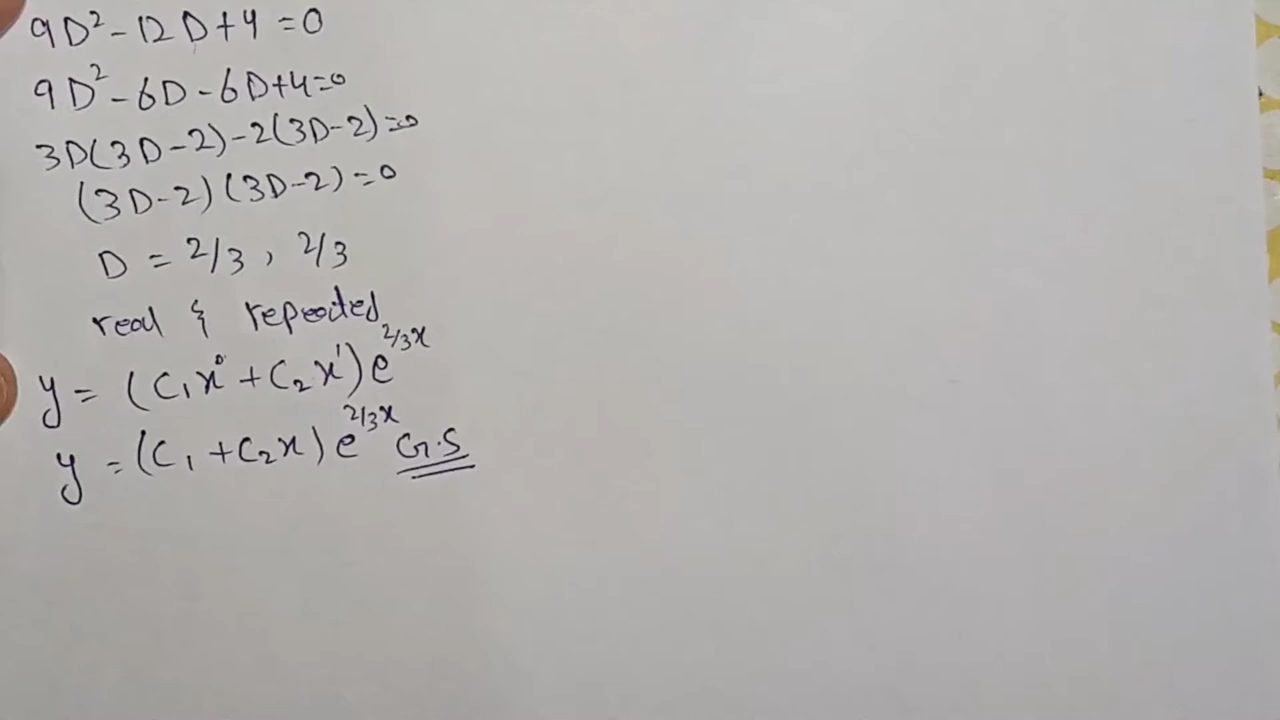 9D² - 12D + 4 = 0
9D² - 6D - 6D + 4 = 0
3D(3D - 2) - 2(3D - 2) = 0
(3D - 2)(3D - 2) = 0
D = 2/3, 2/3
real & repeated
y = (C₁x⁰ + C₂x¹)e^{2/3x}
y = (C₁ + C₂x)e^{2/3x} G.S